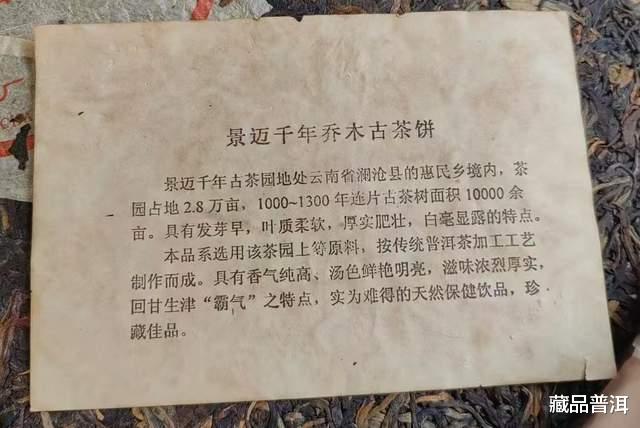 景迈千年乔木古茶饼
景迈千年古茶园地处云南省澜沧县的惠民乡境内，茶
园占地2.8万亩，1000~1300年连片古茶树面积10000余
亩。具有发芽早，叶质柔软，厚实肥壮，白毫显露的特点。
本品系选用该茶园上等原料，按传统普洱茶加工工艺
制作而成。具有香气纯高、汤色鲜艳明亮，滋味浓烈厚实，
回甘生津“霸气”之特点，实为难得的天然保健饮品，珍
藏佳品。
藏品普洱